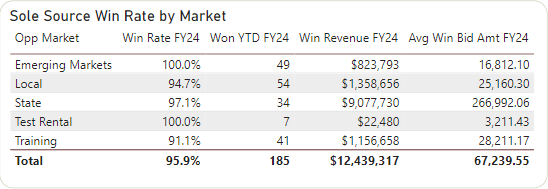 Sole Source Win Rate by Market
Opp Market Win Rate FY24 Won YTD FY24 Win Revenue FY24 Avg Win Bid Amt FY24
Emerging Markets 100.0% 49 $823,793 16,812.10
Local 94.7% 54 $1,358,656 25,160.30
State 97.1% 34 $9,077,730 266,992.06
Test Rental 100.0% 7 $22,480 3,211.43
Training 91.1% 41 $1,156,658 28,211.17
Total 95.9% 185 $12,439,317 67,239.55